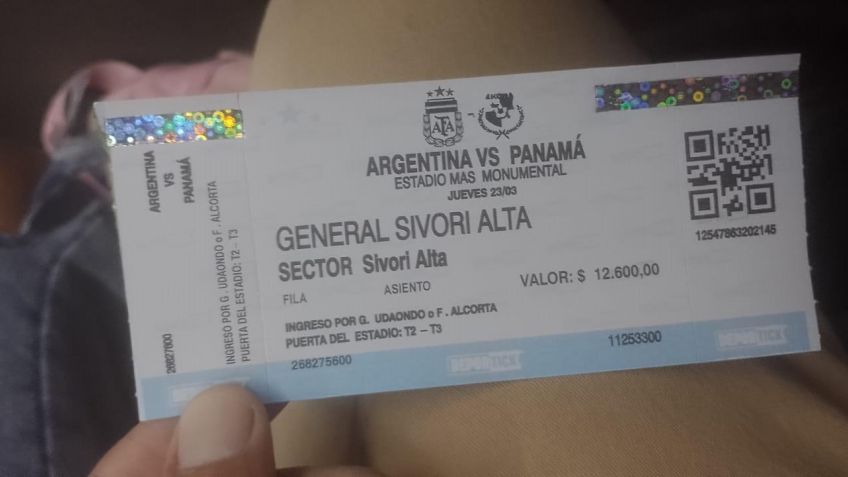 ARGENTINA
VS
PANAMÁ
INGRESO POR G. UDAONDO o F. ALCORTA
PUERTA DEL ESTADIO: T2 – T3
AFA
ARGENTINA VS PANAMÁ
ESTADIO MAS MONUMENTAL
JUEVES 23/03
GENERAL SIVORI ALTA
SECTOR Sivori Alta
FILA ASIENTO
VALOR: $ 12.600,00
INGRESO POR G. UDAONDO o F. ALCORTA
PUERTA DEL ESTADIO: T2 – T3
268275600
11253300
12547863202145
DEPORTICK
DEPORTICK